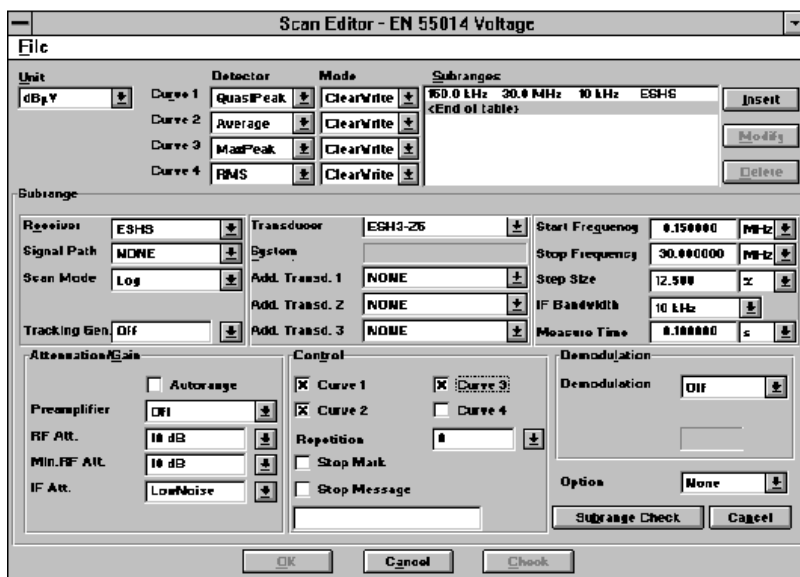 Scan Editor - EN 55014 Voltage
File
Unit Detector Mode Subranges
dBµV Curve 1 QuasiPeak ClearWrite 150.0 kHz 30.0 MHz 10 kHz ESHS Insert
<End of table>
Curve 2 Average ClearWrite Modify
Curve 3 MaxPeak ClearWrite
Curve 4 RMS ClearWrite Delete
Subrange
Receiver ESHS Transducer ESH3-Z5 Start Frequency 0.150000 MHz
Signal Path NONE System Stop Frequency 30.000000 MHz
Scan Mode Log Add. Transd. 1 NONE Step Size 12.500 %
Add. Transd. 2 NONE IF Bandwidth 10 kHz
Tracking Gen. Off Add. Transd. 3 NONE Measure Time 0.100000 s
Attenuation/Gain Control Demodulation
Autorange Curve 1 Curve 3 Demodulation Off
Preamplifier Off Curve 2 Curve 4
RF Att. 10 dB Repetition 0
Min.RF Att. 10 dB Stop Mark
IF Att. LowNoise Stop Message Option None
Subrange Check Cancel
OK Cancel Check